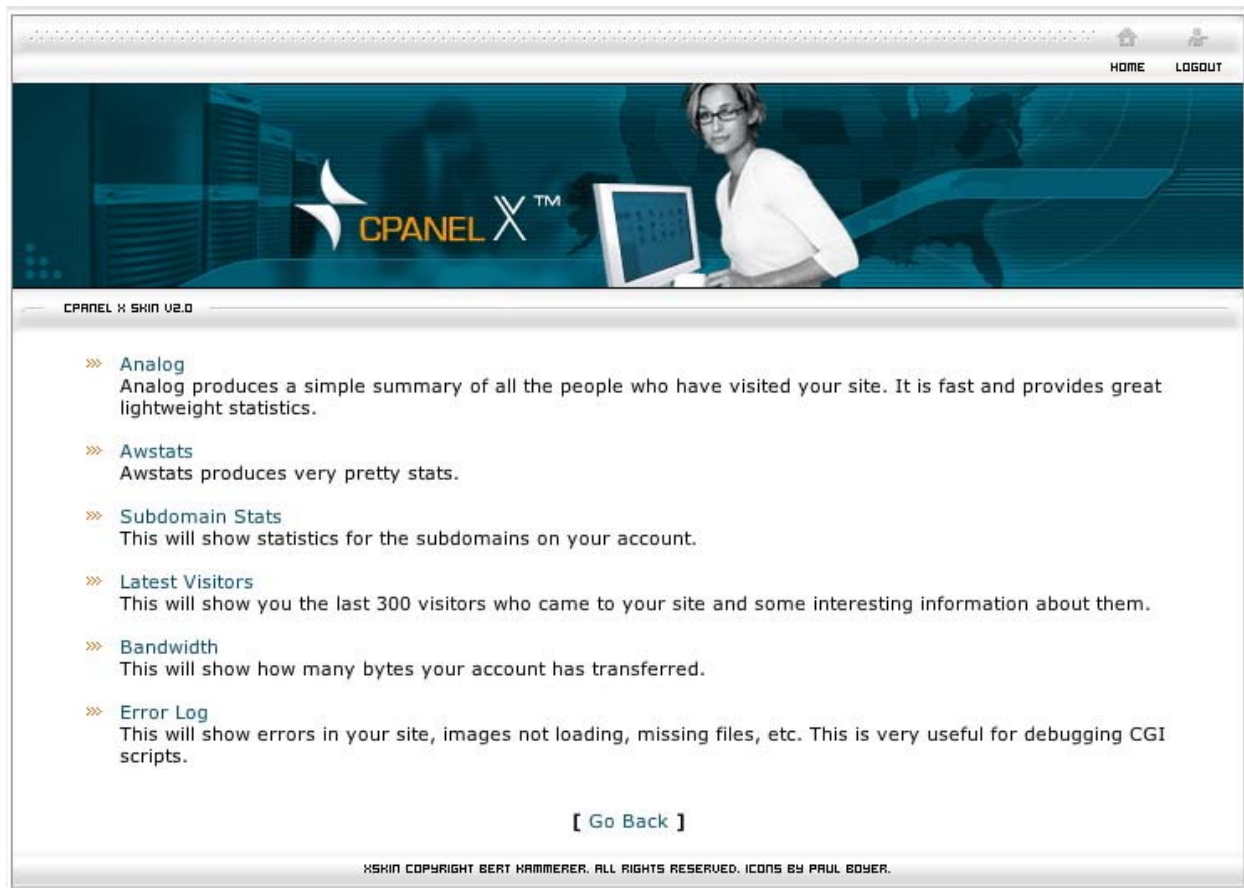 HOME LOGOUT
CPANEL X ™
CPANEL X SKIN V2.0
Analog
Analog produces a simple summary of all the people who have visited your site. It is fast and provides great
lightweight statistics.
Awstats
Awstats produces very pretty stats.
Subdomain Stats
This will show statistics for the subdomains on your account.
Latest Visitors
This will show you the last 300 visitors who came to your site and some interesting information about them.
Bandwidth
This will show how many bytes your account has transferred.
Error Log
This will show errors in your site, images not loading, missing files, etc. This is very useful for debugging CGI
scripts.
[ Go Back ]
XSKIN COPYRIGHT BERT KAMMERER. ALL RIGHTS RESERVED. ICONS BY PAUL BOYER.